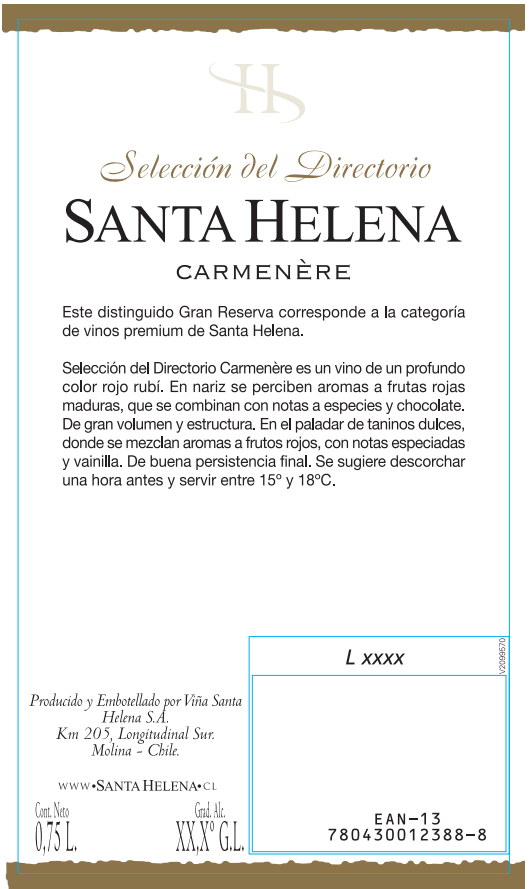 H
Selección del Directorio
SANTA HELENA
CARMENÈRE
Este distinguido Gran Reserva corresponde a la categoría
de vinos premium de Santa Helena.
Selección del Directorio Carmenère es un vino de un profundo
color rojo rubí. En nariz se perciben aromas a frutas rojas
maduras, que se combinan con notas a especies y chocolate.
De gran volumen y estructura. En el paladar de taninos dulces,
donde se mezclan aromas a frutos rojos, con notas especiadas
y vainilla. De buena persistencia final. Se sugiere descorchar
una hora antes y servir entre 15º y 18ºC.
L xxxx
V2099570
Producido y Embotellado por Viña Santa
Helena S.A.
Km 205, Longitudinal Sur.
Molina - Chile.
WWW•SANTA HELENA•CL
Cont. Neto
0,75 L.
Grad. Alc.
XX,Xº G.L.
EAN-13
780430012388-8